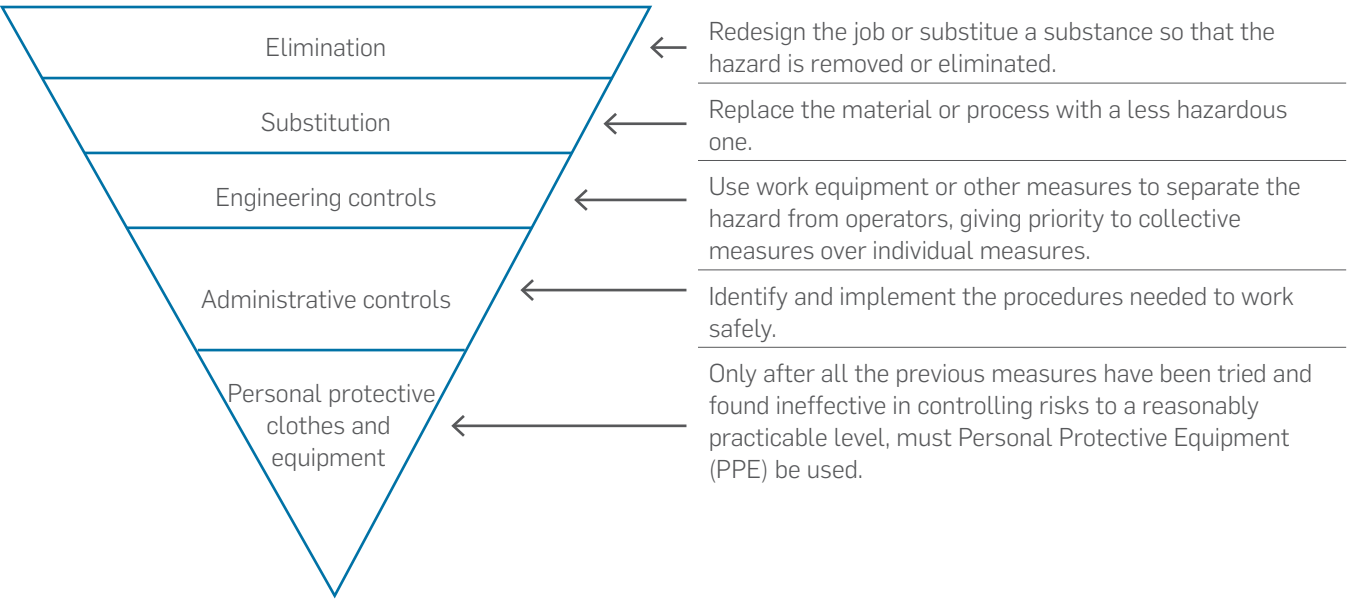 Elimination
Redesign the job or substitue a substance so that the
hazard is removed or eliminated.
Substitution
Replace the material or process with a less hazardous
one.
Engineering controls
Use work equipment or other measures to separate the
hazard from operators, giving priority to collective
measures over individual measures.
Administrative controls
Identify and implement the procedures needed to work
safely.
Personal protective
clothes and
equipment
Only after all the previous measures have been tried and
found ineffective in controlling risks to a reasonably
practicable level, must Personal Protective Equipment
(PPE) be used.